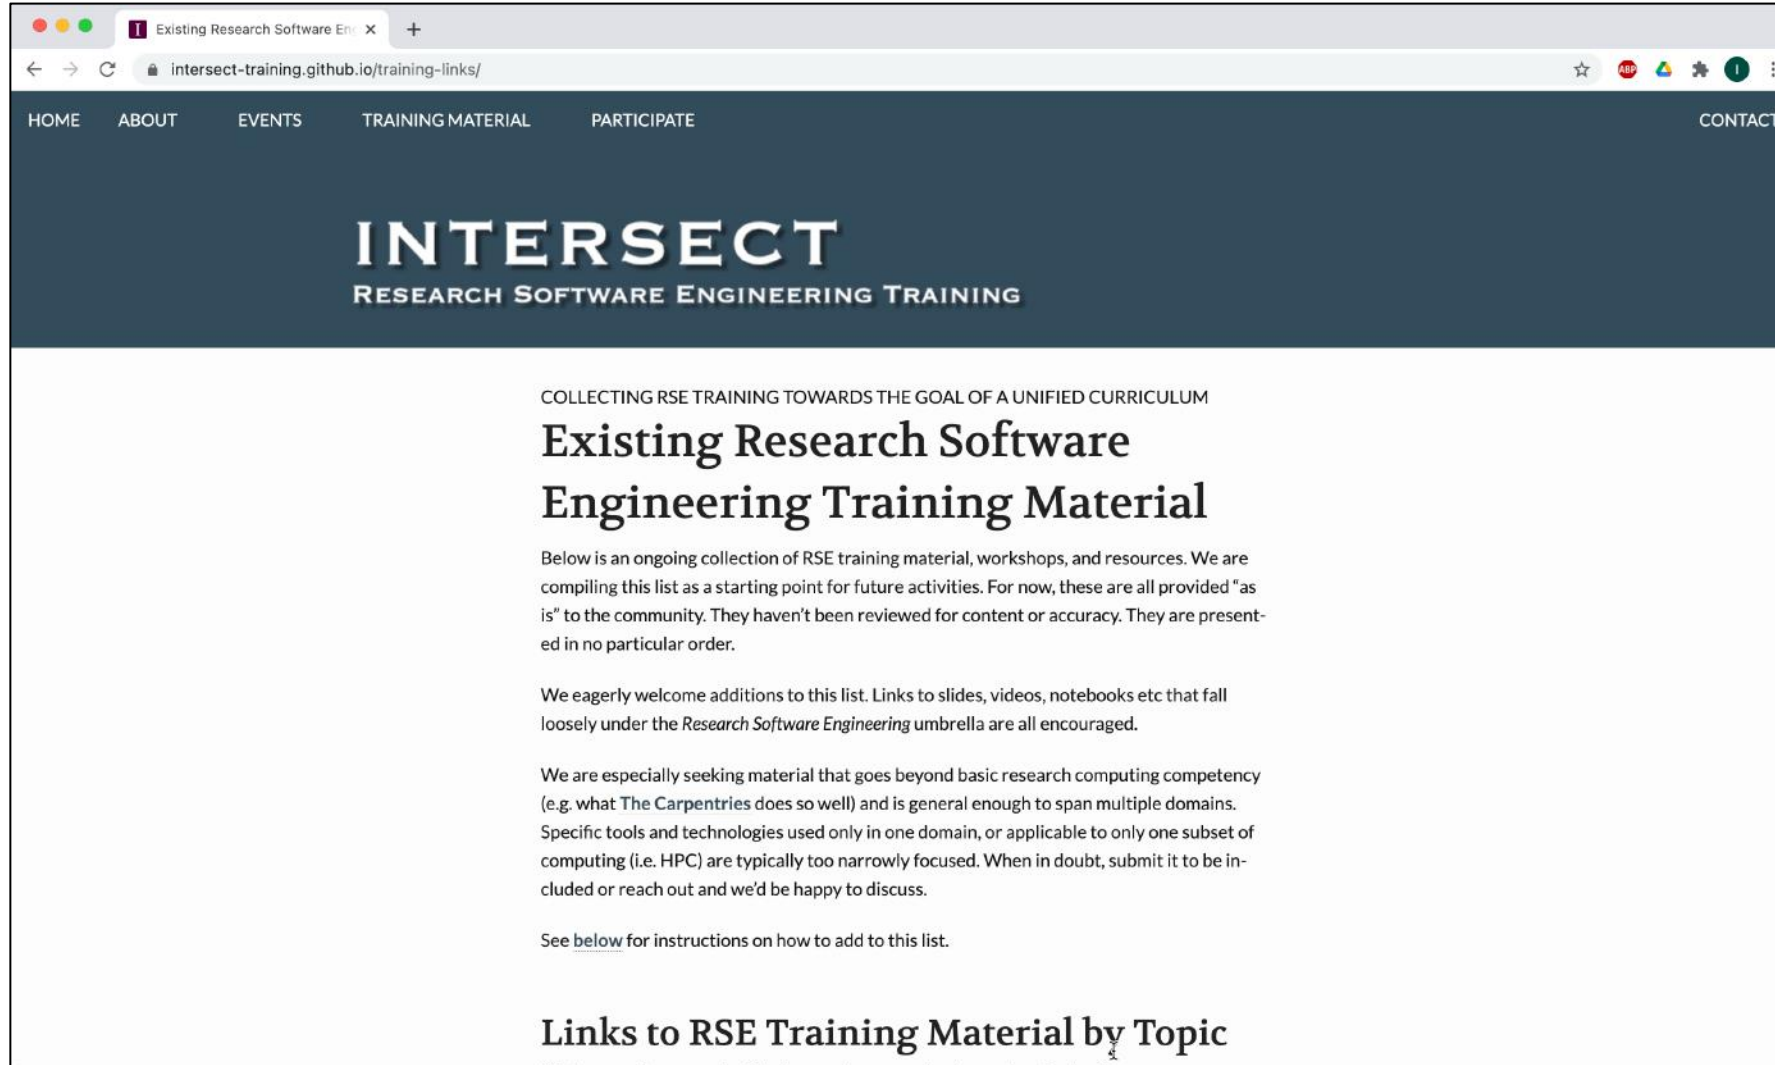 Existing Research Software Eng
intersect-training.github.io/training-links/
ABP
I
HOME ABOUT EVENTS TRAINING MATERIAL PARTICIPATE CONTACT
INTERSECT
RESEARCH SOFTWARE ENGINEERING TRAINING
COLLECTING RSE TRAINING TOWARDS THE GOAL OF A UNIFIED CURRICULUM
Existing Research Software
Engineering Training Material
Below is an ongoing collection of RSE training material, workshops, and resources. We are
compiling this list as a starting point for future activities. For now, these are all provided “as
is” to the community. They haven’t been reviewed for content or accuracy. They are present-
ed in no particular order.
We eagerly welcome additions to this list. Links to slides, videos, notebooks etc that fall
loosely under the Research Software Engineering umbrella are all encouraged.
We are especially seeking material that goes beyond basic research computing competency
(e.g. what The Carpentries does so well) and is general enough to span multiple domains.
Specific tools and technologies used only in one domain, or applicable to only one subset of
computing (i.e. HPC) are typically too narrowly focused. When in doubt, submit it to be in-
cluded or reach out and we’d be happy to discuss.
See below for instructions on how to add to this list.
Links to RSE Training Material by Topic